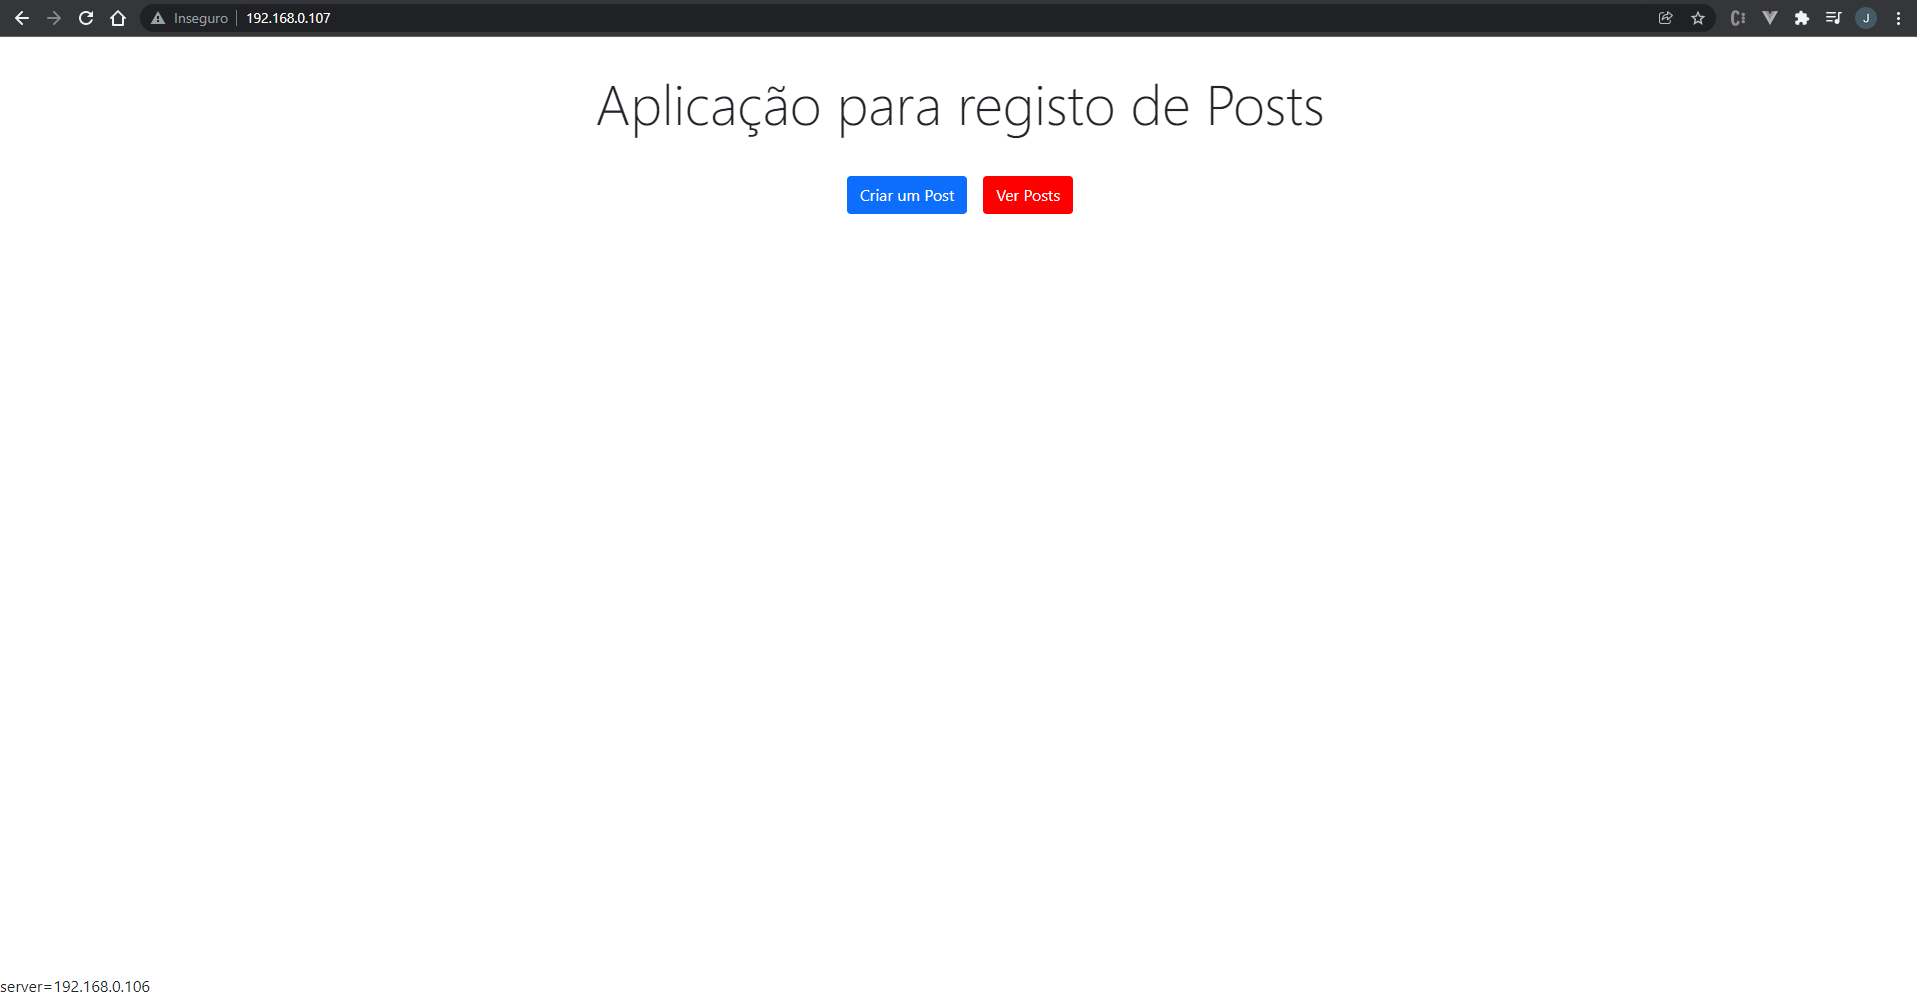 Inseguro 192.168.0.107
J
Aplicação para registo de Posts
Criar um Post Ver Posts
server=192.168.0.106